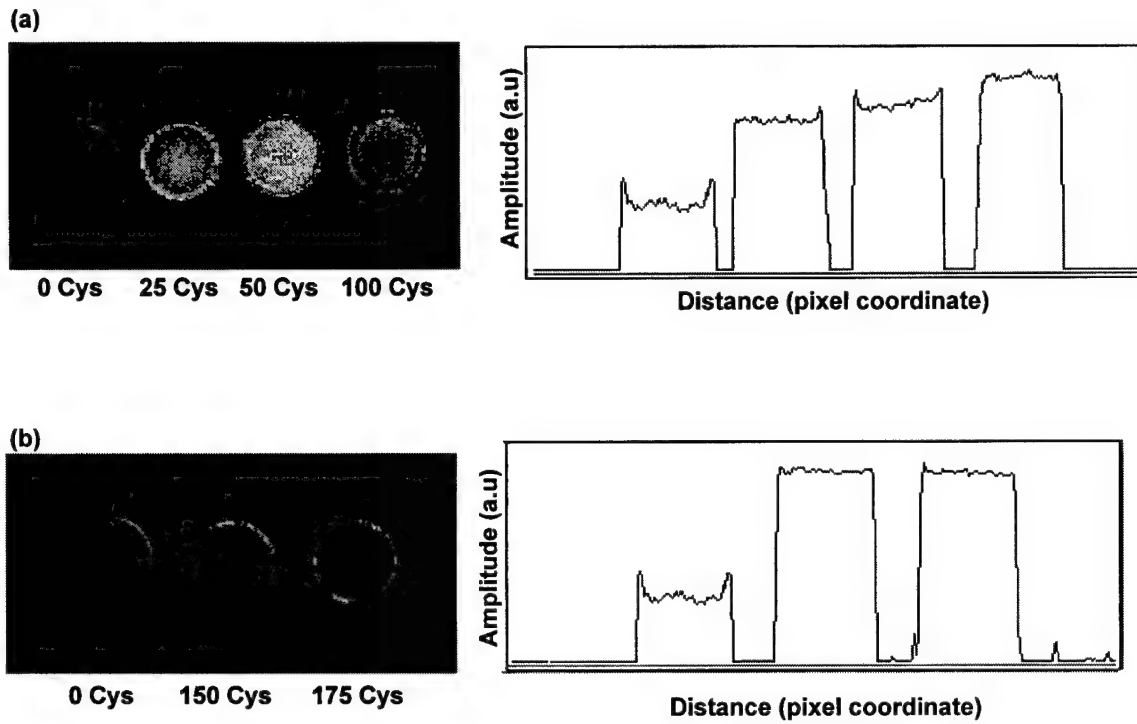 (a)
Amplitude (a.u)
0 Cys 25 Cys 50 Cys 100 Cys
Distance (pixel coordinate)
(b)
Amplitude (a.u)
0 Cys 150 Cys 175 Cys
Distance (pixel coordinate)